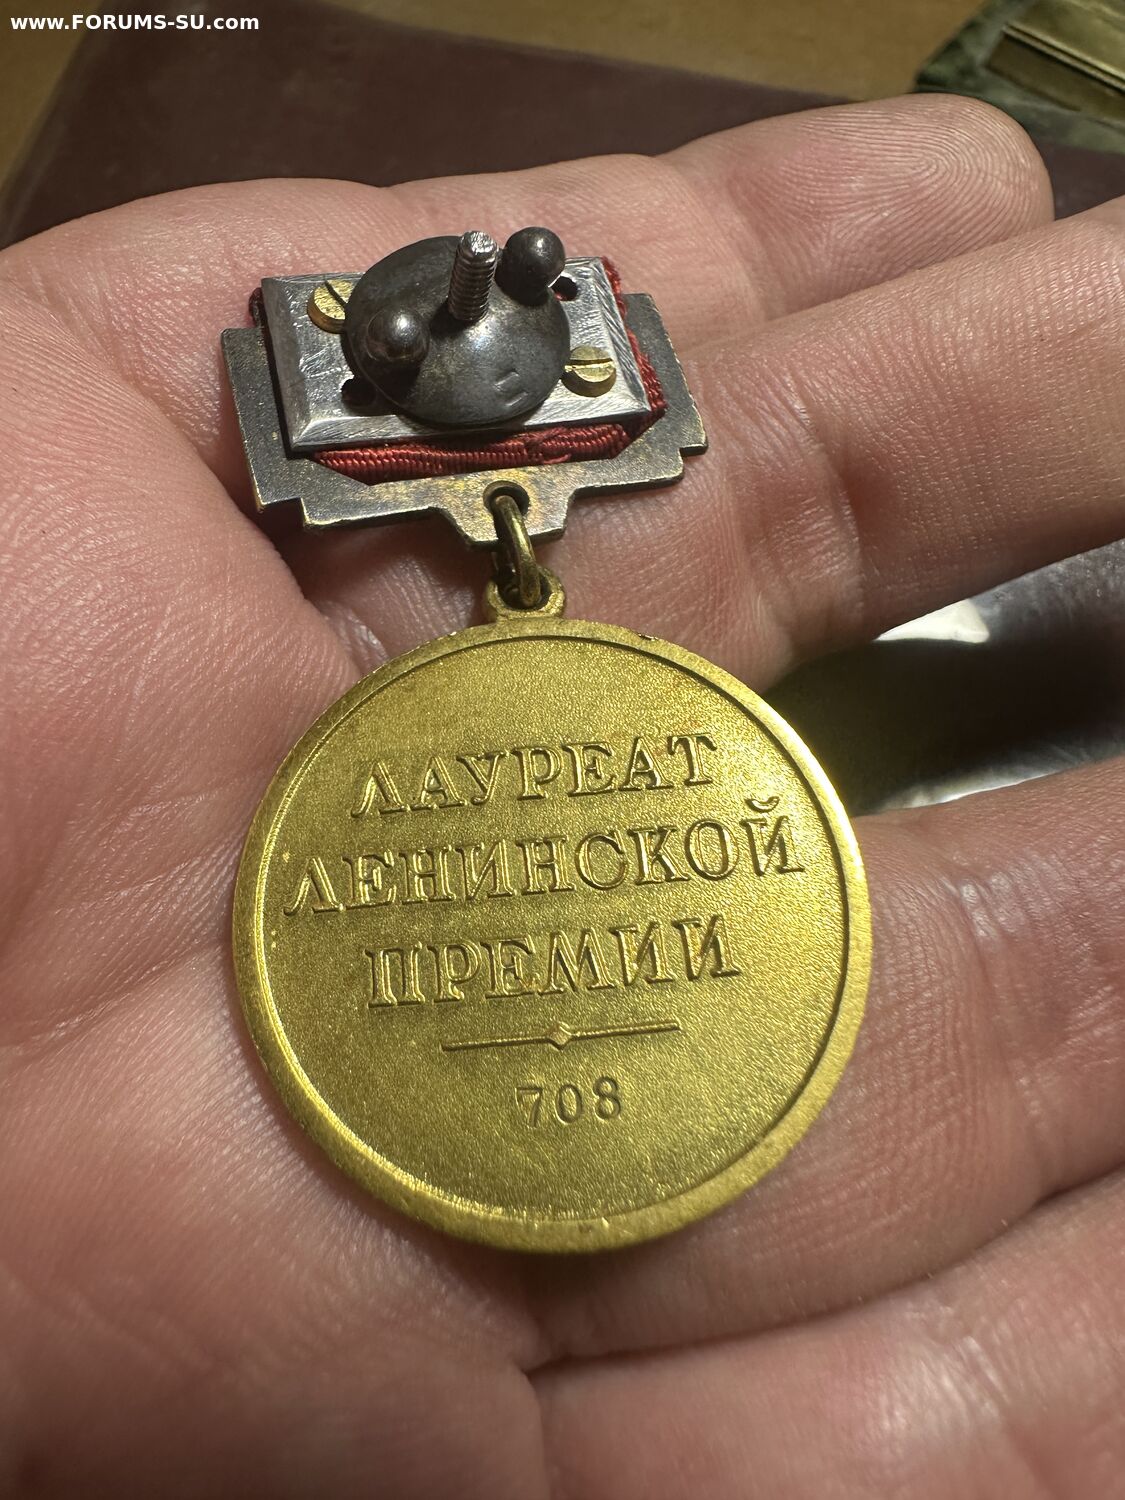 www.FORUMS-SU.com
ЛАУРЕАТ
ЛЕНИНСКОЙ
ПРЕМИИ
708